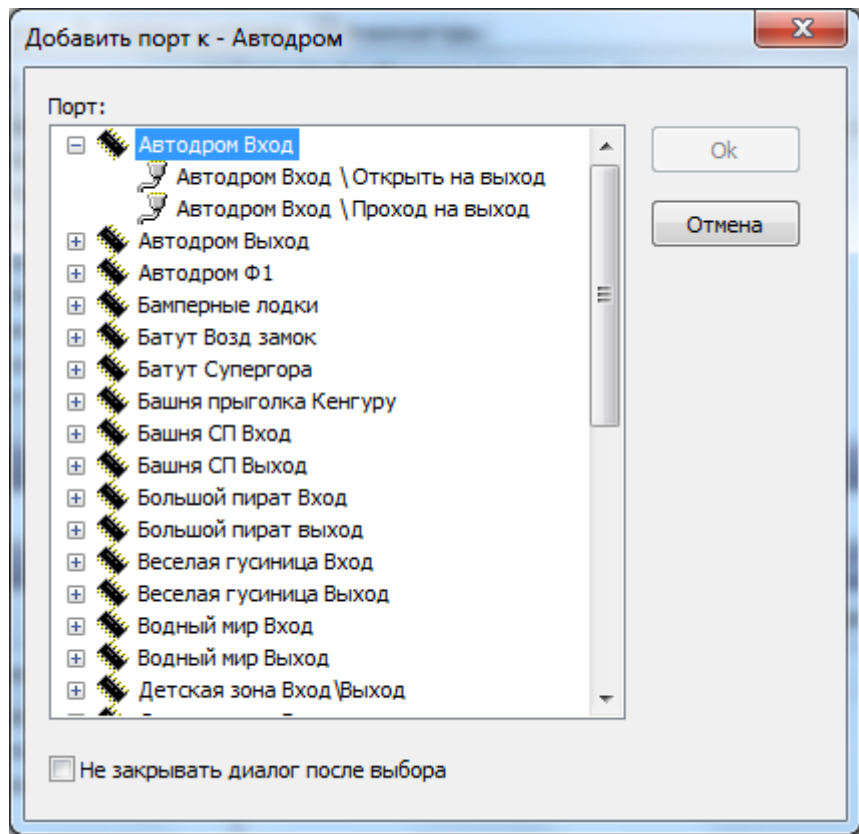 Добавить порт к - Автодром
Порт:
Автодром Вход
Автодром Вход \Открыть на выход
Автодром Вход \Проход на выход
Автодром Выход
Автодром Ф1
Бамперные лодки
Батут Возд замок
Батут Супергора
Башня прыголка Кенгуру
Башня СП Вход
Башня СП Выход
Большой пират Вход
Большой пират выход
Веселая гусиница Вход
Веселая гусиница Выход
Водный мир Вход
Водный мир Выход
Детская зона Вход\Выход
Ok
Отмена
Не закрывать диалог после выбора